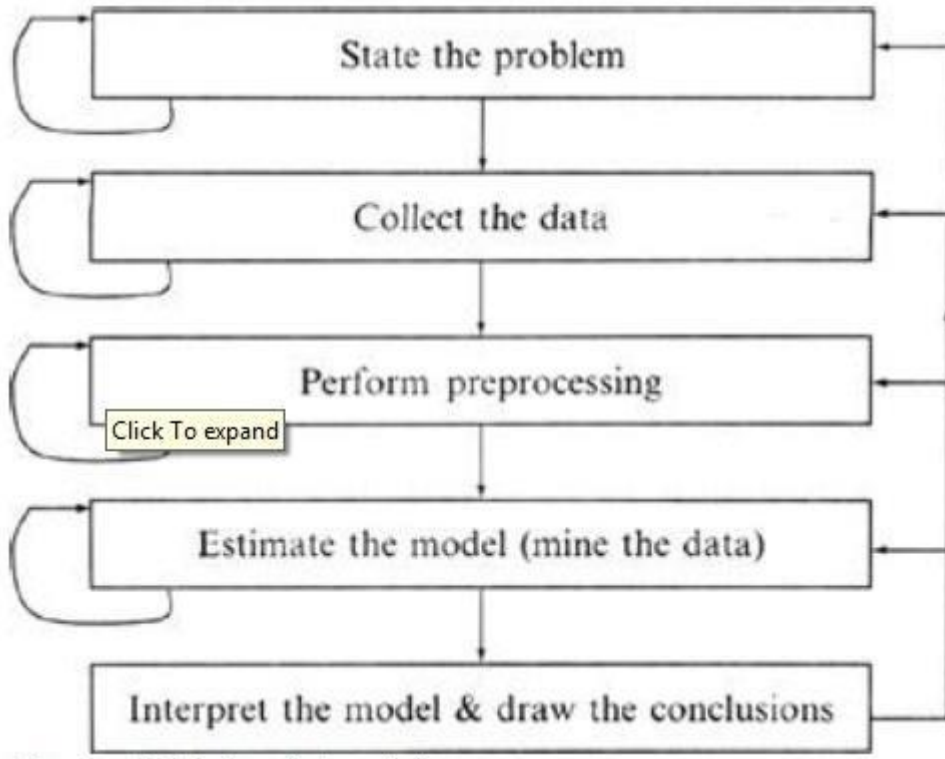 State the problem
Collect the data
Perform preprocessing
Click To expand
Estimate the model (mine the data)
Interpret the model & draw the conclusions